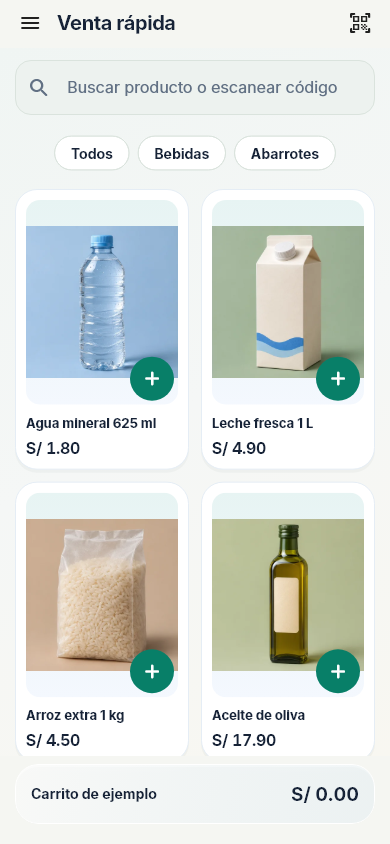 Venta rápida
Buscar producto o escanear código
Todos
Bebidas
Abarrotes
Agua mineral 625 ml
S/ 1.80
Leche fresca 1 L
S/ 4.90
Arroz extra 1 kg
S/ 4.50
Aceite de oliva
S/ 17.90
Carrito de ejemplo
S/ 0.00